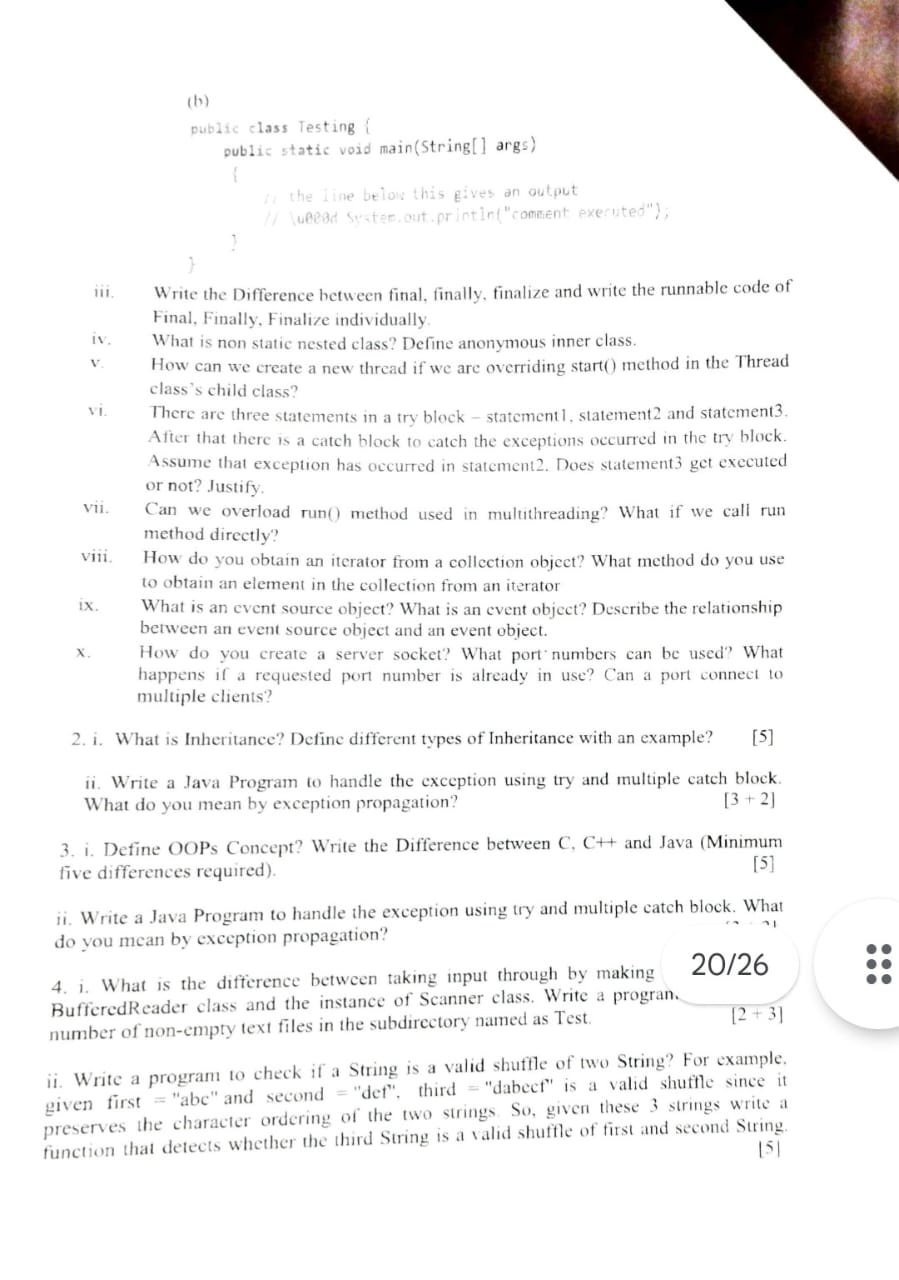 (b)
public class Testing {
public static void main(String[] args)
{
// the line below this gives an output
// \u000d System.out.println("comment executed");
}
}
iii. Write the Difference between final, finally, finalize and write the runnable code of
Final, Finally, Finalize individually.
iv. What is non static nested class? Define anonymous inner class.
v. How can we create a new thread if we are overriding start() method in the Thread
class's child class?
vi. There are three statements in a try block – statement1, statement2 and statement3.
After that there is a catch block to catch the exceptions occurred in the try block.
Assume that exception has occurred in statement2. Does statement3 get executed
or not? Justify.
vii. Can we overload run() method used in multithreading? What if we call run
method directly?
viii. How do you obtain an iterator from a collection object? What method do you use
to obtain an element in the collection from an iterator
ix. What is an event source object? What is an event object? Describe the relationship
between an event source object and an event object.
x. How do you create a server socket? What port numbers can be used? What
happens if a requested port number is already in use? Can a port connect to
multiple clients?
2. i. What is Inheritance? Define different types of Inheritance with an example? [5]
ii. Write a Java Program to handle the exception using try and multiple catch block.
What do you mean by exception propagation? [3 + 2]
3. i. Define OOPs Concept? Write the Difference between C, C++ and Java (Minimum
five differences required). [5]
ii. Write a Java Program to handle the exception using try and multiple catch block. What
do you mean by exception propagation?
20/26
4. i. What is the difference between taking input through by making
BufferedReader class and the instance of Scanner class. Write a
number of non-empty text files in the subdirectory named as Test. [2 + 3]
ii. Write a program to check if a String is a valid shuffle of two String? For example,
given first = "abc" and second = "def", third = "dabecf" is a valid shuffle since it
preserves the character ordering of the two strings. So, given these 3 strings write a
function that detects whether the third String is a valid shuffle of first and second String.
[5]